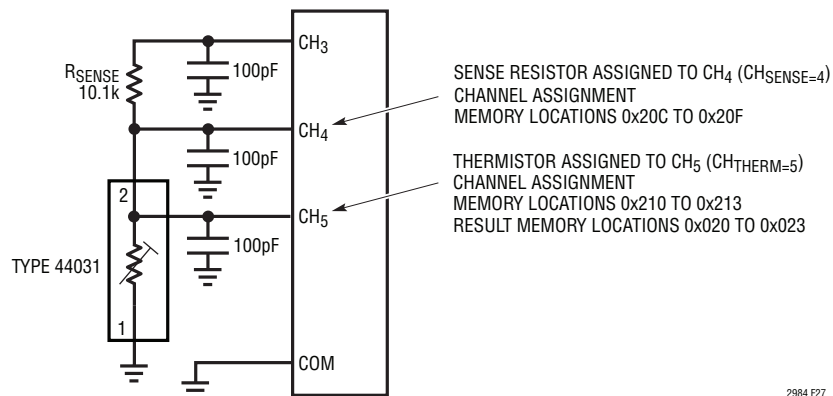 CH3
RSENSE
10.1k
100pF
SENSE RESISTOR ASSIGNED TO CH4 (CHSENSE=4)
CHANNEL ASSIGNMENT
MEMORY LOCATIONS 0x20C TO 0x20F
CH4
100pF
THERMISTOR ASSIGNED TO CH5 (CHTHERM=5)
CHANNEL ASSIGNMENT
MEMORY LOCATIONS 0x210 TO 0x213
RESULT MEMORY LOCATIONS 0x020 TO 0x023
2
CH5
100pF
TYPE 44031
1
COM
2984 F27